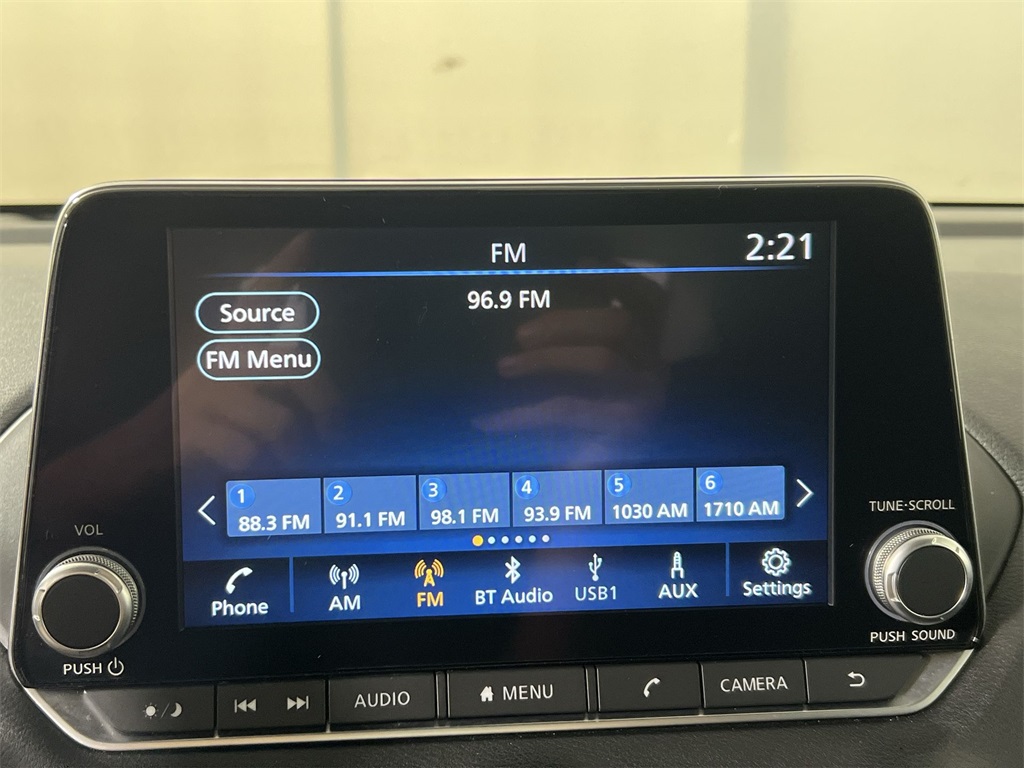 FM
2:21
96.9 FM
Source
FM Menu
1 2 3 4 5 6
88.3 FM 91.1 FM 98.1 FM 93.9 FM 1030 AM 1710 AM
Phone AM FM BT Audio USB1 AUX Settings
VOL
TUNE·SCROLL
PUSH
PUSH SOUND
AUDIO MENU CAMERA